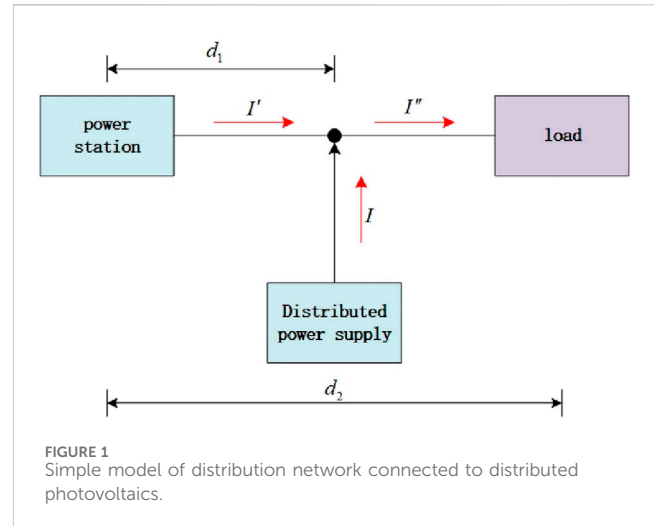 d₁
I′
I″
power
station
load
I
Distributed
power supply
d₂
FIGURE 1
Simple model of distribution network connected to distributed
photovoltaics.